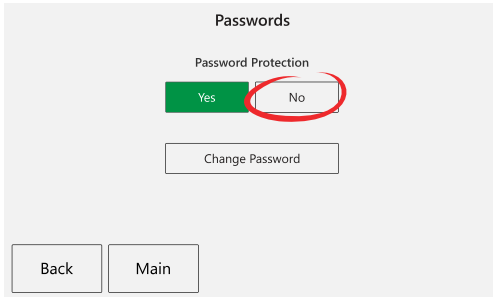 Passwords
Password Protection
Yes No
Change Password
Back Main